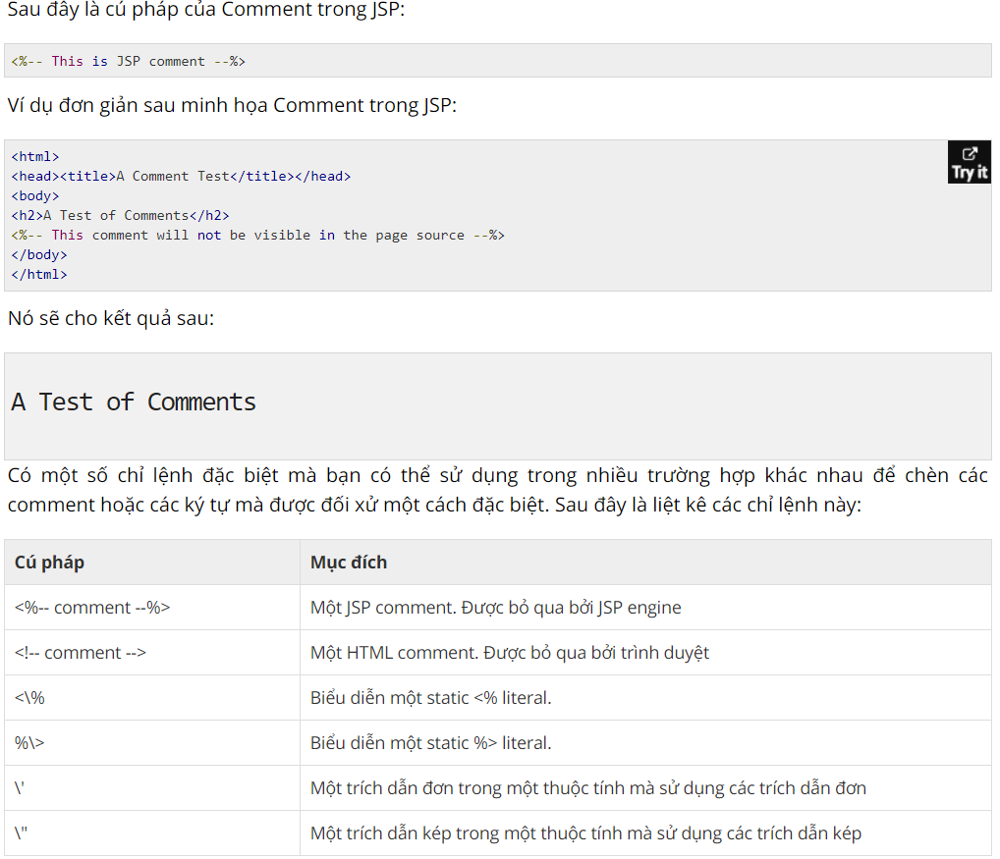 Sau đây là cú pháp của Comment trong JSP:
<%-- This is JSP comment --%>
Ví dụ đơn giản sau minh họa Comment trong JSP:
Try it
<html>
<head><title>A Comment Test</title></head>
<body>
<h2>A Test of Comments</h2>
<%-- This comment will not be visible in the page source --%>
</body>
</html>
Nó sẽ cho kết quả sau:
A Test of Comments
Có một số chỉ lệnh đặc biệt mà bạn có thể sử dụng trong nhiều trường hợp khác nhau để chèn các
comment hoặc các ký tự mà được đối xử một cách đặc biệt. Sau đây là liệt kê các chỉ lệnh này:
Cú pháp Mục đích
<%-- comment --%> Một JSP comment. Được bỏ qua bởi JSP engine
<!-- comment --> Một HTML comment. Được bỏ qua bởi trình duyệt
<\% Biểu diễn một static <% literal.
%\> Biểu diễn một static %> literal.
\' Một trích dẫn đơn trong một thuộc tính mà sử dụng các trích dẫn đơn
\" Một trích dẫn kép trong một thuộc tính mà sử dụng các trích dẫn kép